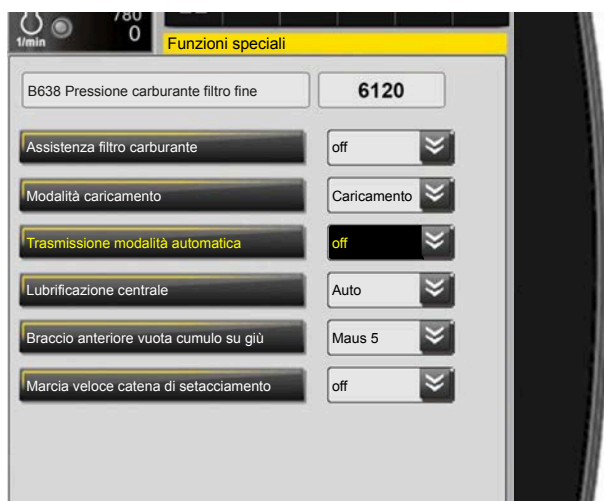 780
1/min
0
Funzioni speciali
B638 Pressione carburante filtro fine 6120
Assistenza filtro carburante off
Modalità caricamento Caricamento
Trasmissione modalità automatica off
Lubrificazione centrale Auto
Braccio anteriore vuota cumulo su giù Maus 5
Marcia veloce catena di setacciamento off